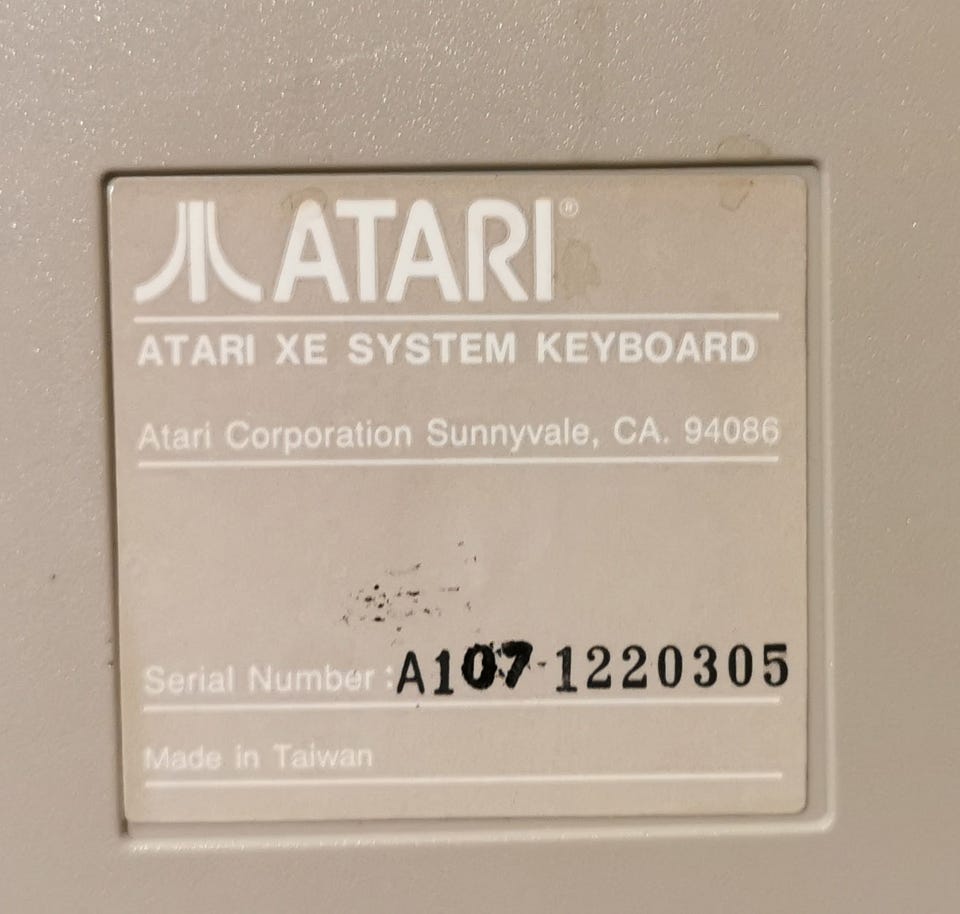 ATARI®
ATARI XE SYSTEM KEYBOARD
Atari Corporation Sunnyvale, CA. 94086
Serial Number: A107-1220305
Made in Taiwan